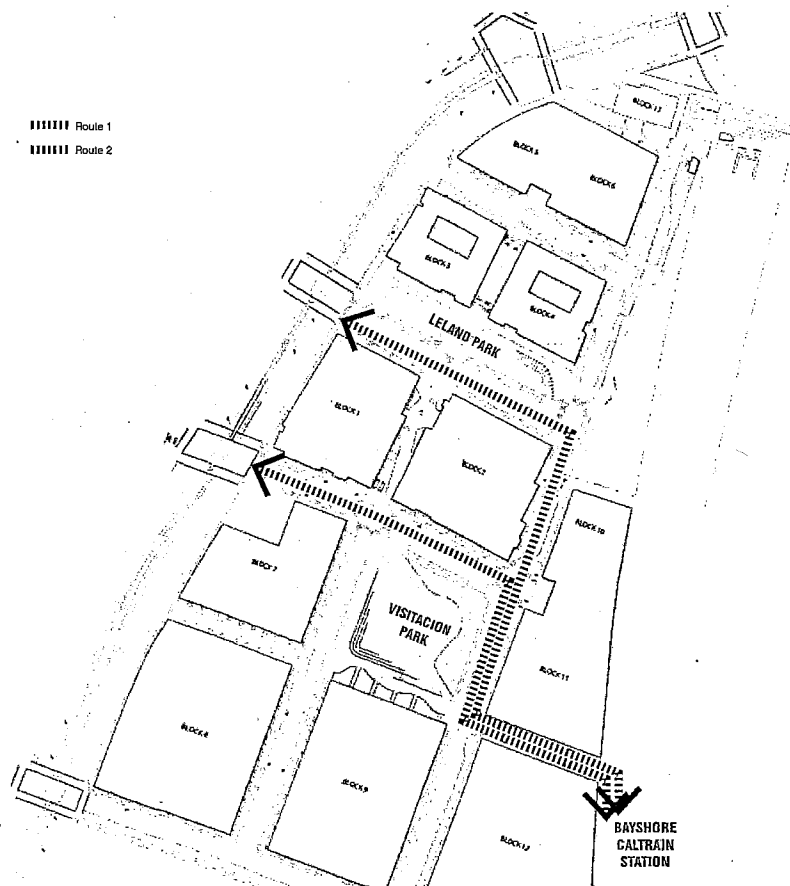 Route 1
Route 2
BLOCK 13
BLOCK 5
BLOCK 6
BLOCK 3
BLOCK 4
LELAND PARK
BLOCK 1
BLOCK 2
BLOCK 10
BLOCK 7
VISITACION
PARK
BLOCK 11
BLOCK 8
BLOCK 9
BLOCK 12
BAYSHORE
CALTRAIN
STATION